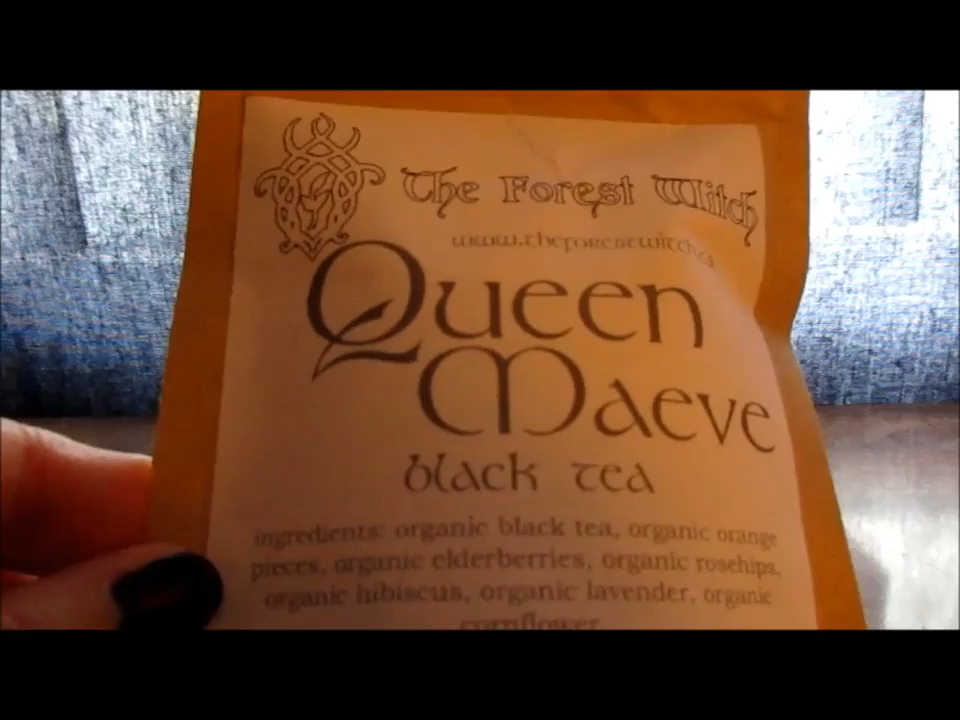 The Forest Witch
Queen
Maeve
black tea
ingredients: organic black tea, organic orange
pieces, organic elderberries, organic rosehips,
organic hibiscus, organic lavender, organic
cornflower